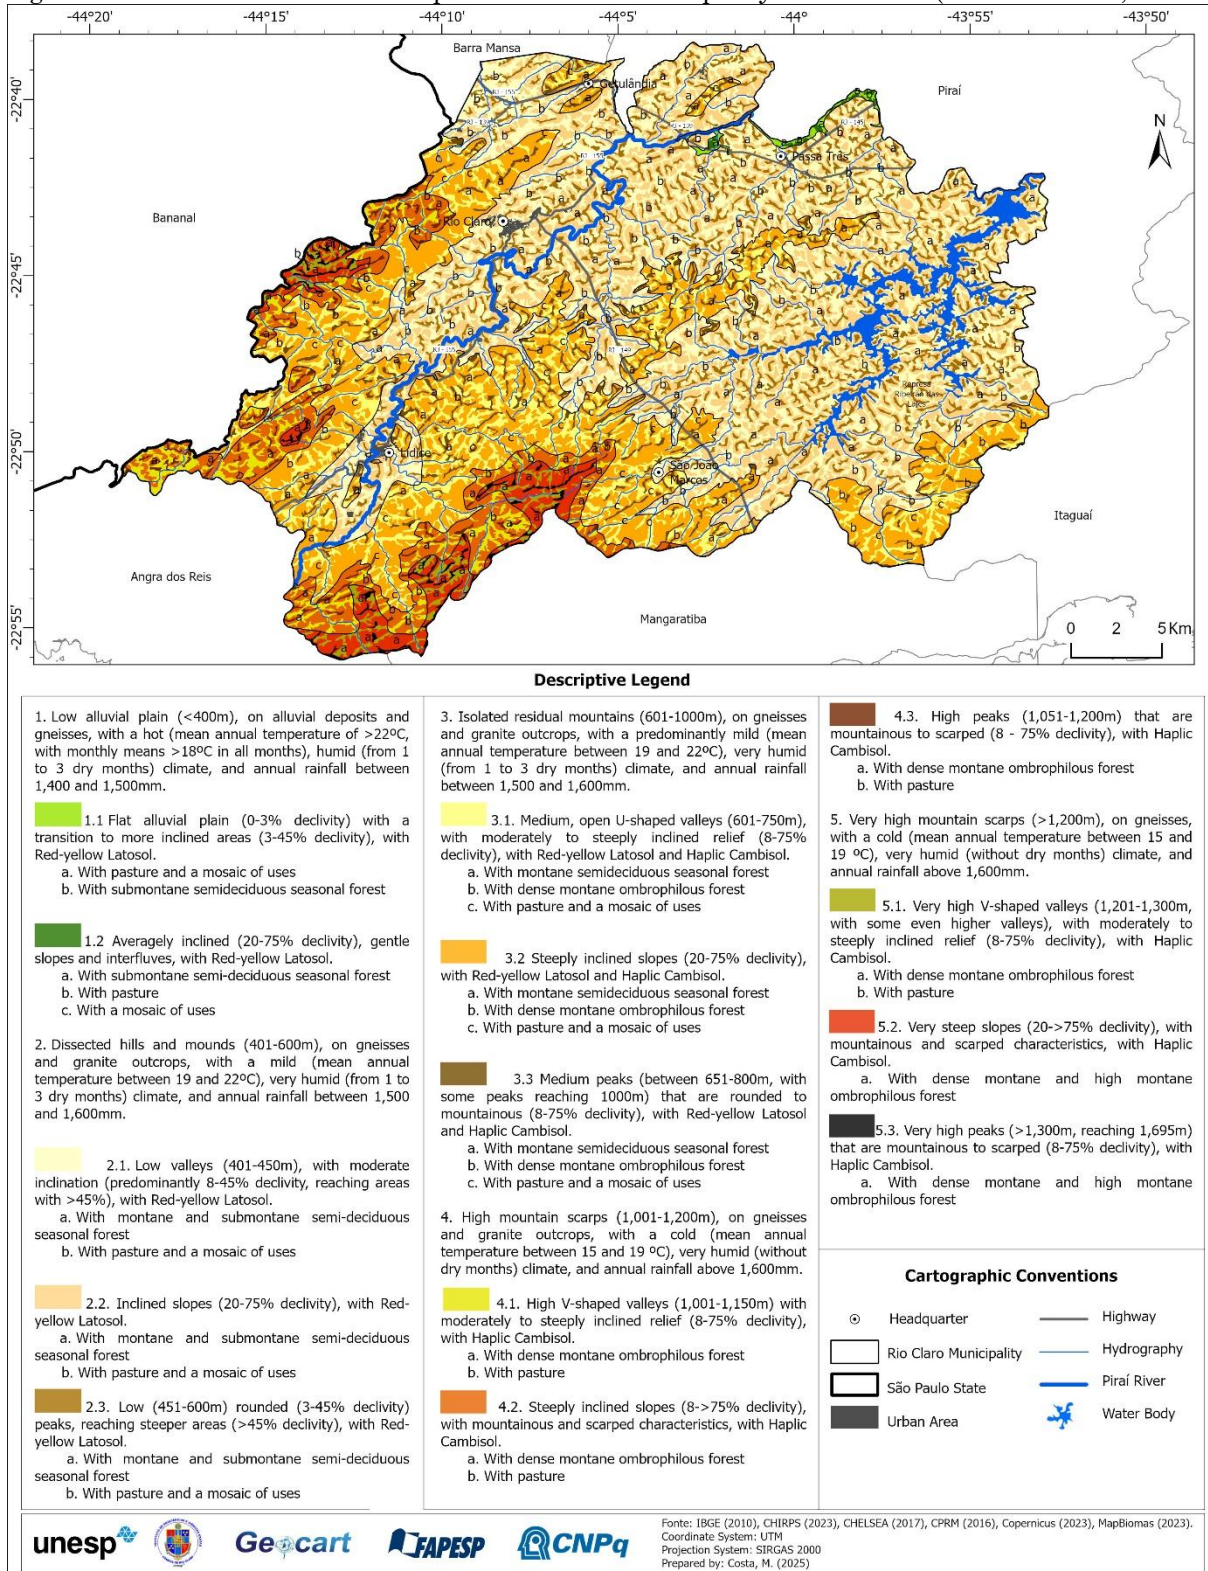 -44°20'
-44°10'
-44°5'
-44°
-43°55'
-43°50'
-22°40'
-22°45'
-22°50'
-22°55'
Barra Mansa
Getulândia
Piraí
N
RJ - 155
RJ - 139
RJ - 145
Passa Três
Bananal
Rio Claro
RJ - 155
RJ - 149
Represa
Ribeirão das
Lajes
Lídice
São João
Marcos
Itaguaí
Angra dos Reis
Mangaratiba
0 2 5 Km
Descriptive Legend
1. Low alluvial plain (<400m), on alluvial deposits and
gneisses, with a hot (mean annual temperature of >22ºC,
with monthly means >18ºC in all months), humid (from 1
to 3 dry months) climate, and annual rainfall between
1,400 and 1,500mm.
1.1 Flat alluvial plain (0-3% declivity) with a
transition to more inclined areas (3-45% declivity), with
Red-yellow Latosol.
a. With pasture and a mosaic of uses
b. With submontane semideciduous seasonal forest
1.2 Averagely inclined (20-75% declivity), gentle
slopes and interfluves, with Red-yellow Latosol.
a. With submontane semi-deciduous seasonal forest
b. With pasture
c. With a mosaic of uses
2. Dissected hills and mounds (401-600m), on gneisses
and granite outcrops, with a mild (mean annual
temperature between 19 and 22ºC), very humid (from 1 to
3 dry months) climate, and annual rainfall between 1,500
and 1,600mm.
2.1. Low valleys (401-450m), with moderate
inclination (predominantly 8-45% declivity, reaching areas
with >45%), with Red-yellow Latosol.
a. With montane and submontane semi-deciduous
seasonal forest
b. With pasture and a mosaic of uses
2.2. Inclined slopes (20-75% declivity), with Red-
yellow Latosol.
a. With montane and submontane semi-deciduous
seasonal forest
b. With pasture and a mosaic of uses
2.3. Low (451-600m) rounded (3-45% declivity)
peaks, reaching steeper areas (>45% declivity), with Red-
yellow Latosol.
a. With montane and submontane semi-deciduous
seasonal forest
b. With pasture and a mosaic of uses
3. Isolated residual mountains (601-1000m), on gneisses
and granite outcrops, with a predominantly mild (mean
annual temperature between 19 and 22ºC), very humid
(from 1 to 3 dry months) climate, and annual rainfall
between 1,500 and 1,600mm.
3.1. Medium, open U-shaped valleys (601-750m),
with moderately to steeply inclined relief (8-75%
declivity), with Red-yellow Latosol and Haplic Cambisol.
a. With montane semideciduous seasonal forest
b. With dense montane ombrophilous forest
c. With pasture and a mosaic of uses
3.2 Steeply inclined slopes (20-75% declivity),
with Red-yellow Latosol and Haplic Cambisol.
a. With montane semideciduous seasonal forest
b. With dense montane ombrophilous forest
c. With pasture and a mosaic of uses
3.3 Medium peaks (between 651-800m, with
some peaks reaching 1000m) that are rounded to
mountainous (8-75% declivity), with Red-yellow Latosol
and Haplic Cambisol.
a. With montane semideciduous seasonal forest
b. With dense montane ombrophilous forest
c. With pasture and a mosaic of uses
4. High mountain scarps (1,001-1,200m), on gneisses
and granite outcrops, with a cold (mean annual
temperature between 15 and 19 ºC), very humid (without
dry months) climate, and annual rainfall above 1,600mm.
4.1. High V-shaped valleys (1,001-1,150m) with
moderately to steeply inclined relief (8-75% declivity),
with Haplic Cambisol.
a. With dense montane ombrophilous forest
b. With pasture
4.2. Steeply inclined slopes (8->75% declivity),
with mountainous and scarped characteristics, with Haplic
Cambisol.
a. With dense montane ombrophilous forest
b. With pasture
4.3. High peaks (1,051-1,200m) that are
mountainous to scarped (8 - 75% declivity), with Haplic
Cambisol.
a. With dense montane ombrophilous forest
b. With pasture
5. Very high mountain scarps (>1,200m), on gneisses,
with a cold (mean annual temperature between 15 and
19 ºC), very humid (without dry months) climate, and
annual rainfall above 1,600mm.
5.1. Very high V-shaped valleys (1,201-1,300m,
with some even higher valleys), with moderately to
steeply inclined relief (8-75% declivity), with Haplic
Cambisol.
a. With dense montane ombrophilous forest
b. With pasture
5.2. Very steep slopes (20->75% declivity), with
mountainous and scarped characteristics, with Haplic
Cambisol.
a. With dense montane and high montane
ombrophilous forest
5.3. Very high peaks (>1,300m, reaching 1,695m)
that are mountainous to scarped (8-75% declivity), with
Haplic Cambisol.
a. With dense montane and high montane
ombrophilous forest
Cartographic Conventions
Headquarter
Rio Claro Municipality
São Paulo State
Urban Area
Highway
Hydrography
Piraí River
Water Body
unesp
Geocart
FAPESP
CNPq
Fonte: IBGE (2010), CHIRPS (2023), CHELSEA (2017), CPRM (2016), Copernicus (2023), MapBiomas (2023).
Coordinate System: UTM
Projection System: SIRGAS 2000
Prepared by: Costa, M. (2025)